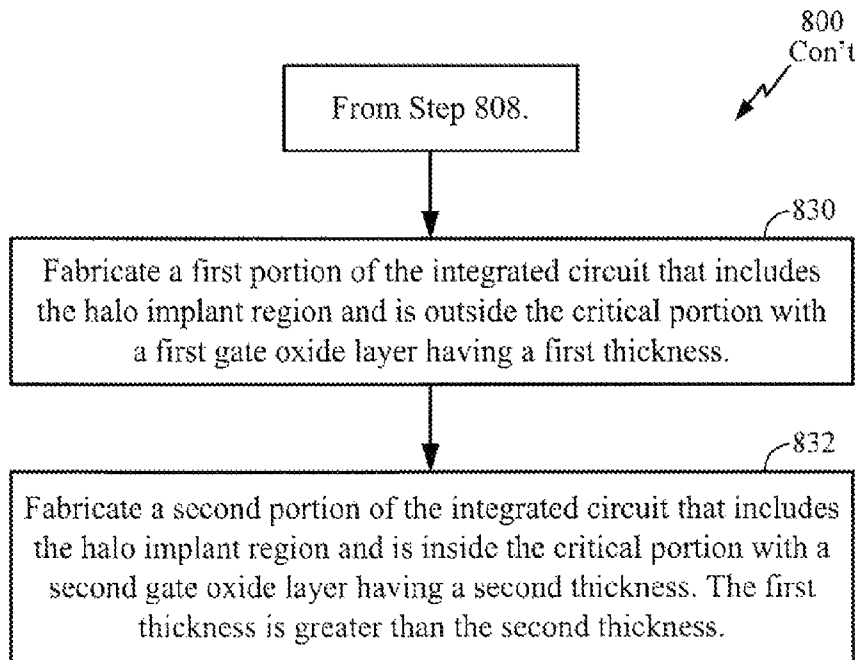 800
Con't
From Step 808.
830
Fabricate a first portion of the integrated circuit that includes
the halo implant region and is outside the critical portion with
a first gate oxide layer having a first thickness.
832
Fabricate a second portion of the integrated circuit that includes
the halo implant region and is inside the critical portion with a
second gate oxide layer having a second thickness. The first
thickness is greater than the second thickness.